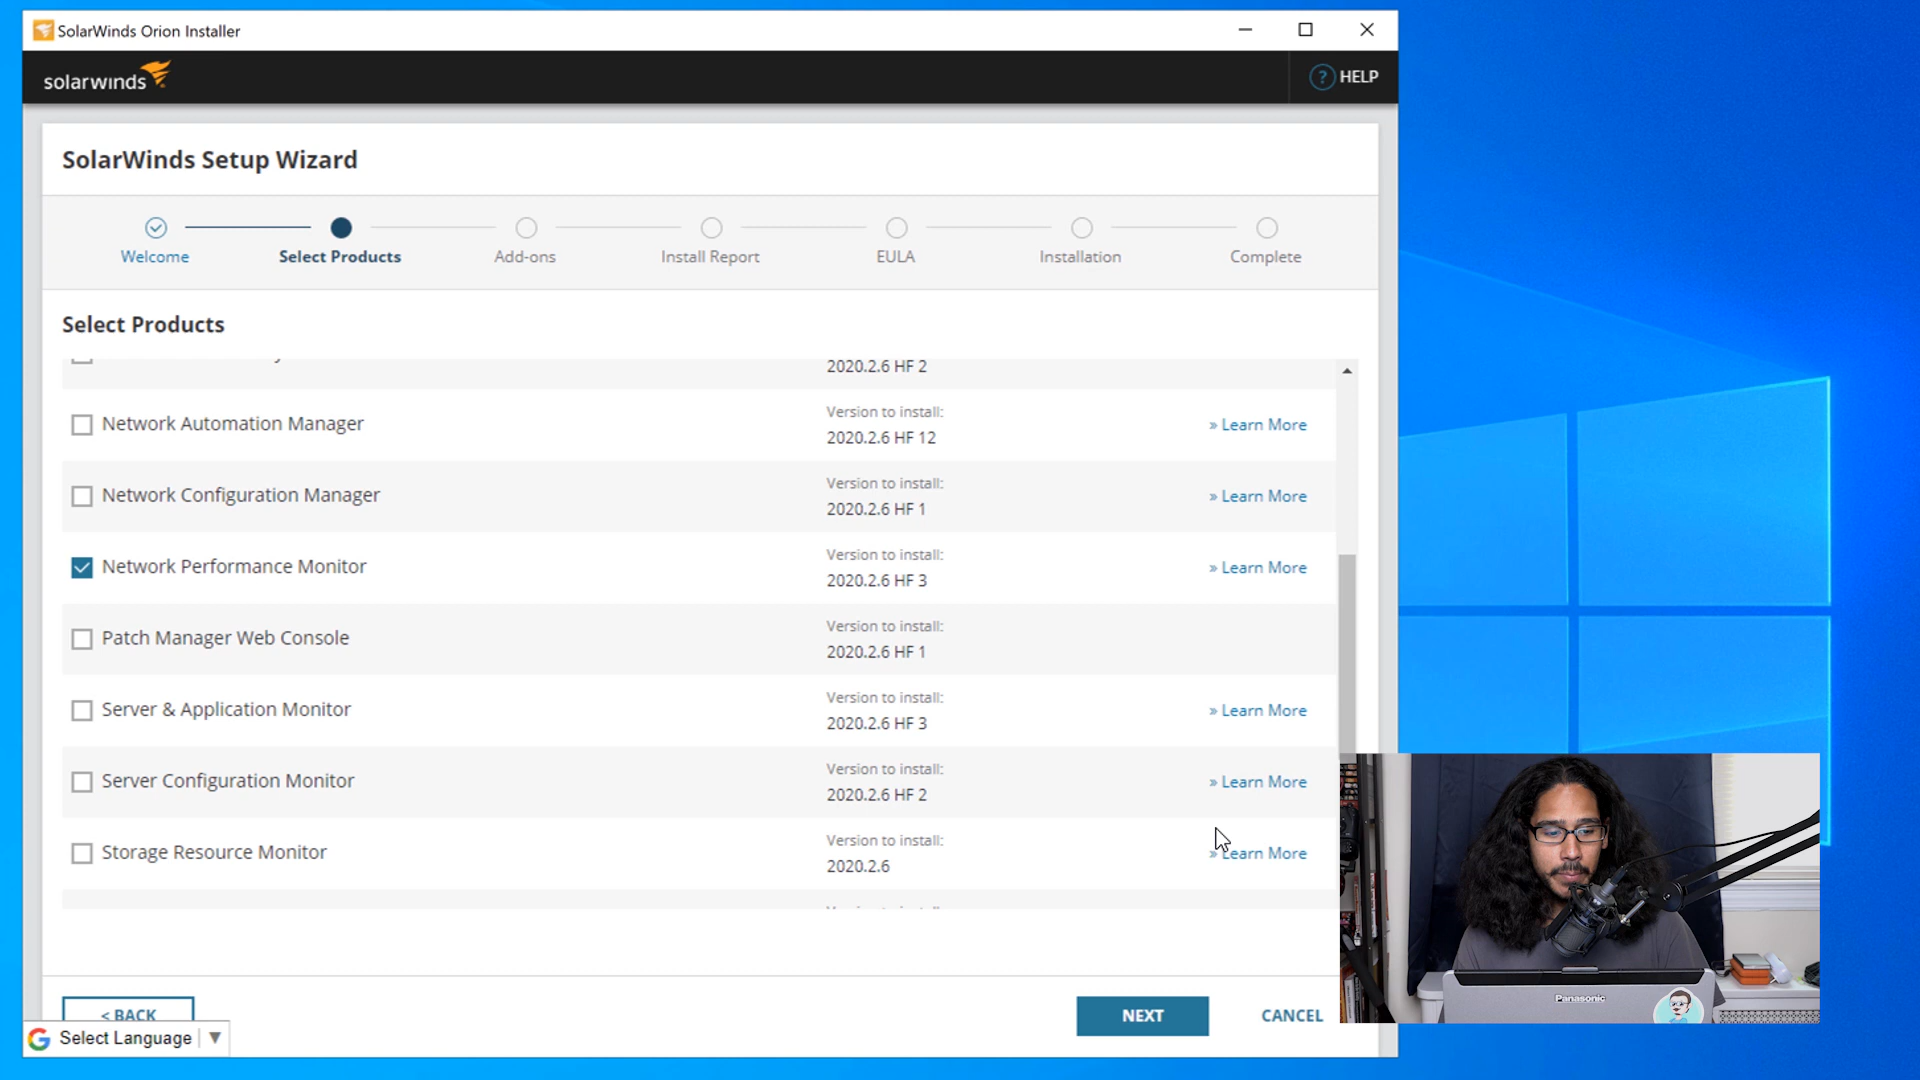 SolarWinds Orion Installer
solarwinds
? HELP
SolarWinds Setup Wizard
Welcome
Select Products
Add-ons
Install Report
EULA
Installation
Complete
Select Products
2020.2.6 HF 2
Network Automation Manager
Version to install:
2020.2.6 HF 12
» Learn More
Network Configuration Manager
Version to install:
2020.2.6 HF 1
» Learn More
Network Performance Monitor
Version to install:
2020.2.6 HF 3
» Learn More
Patch Manager Web Console
Version to install:
2020.2.6 HF 1
Server & Application Monitor
Version to install:
2020.2.6 HF 3
» Learn More
Server Configuration Monitor
Version to install:
2020.2.6 HF 2
» Learn More
Storage Resource Monitor
Version to install:
2020.2.6
» Learn More
< BACK
NEXT
CANCEL
G Select Language ▼
Panasonic